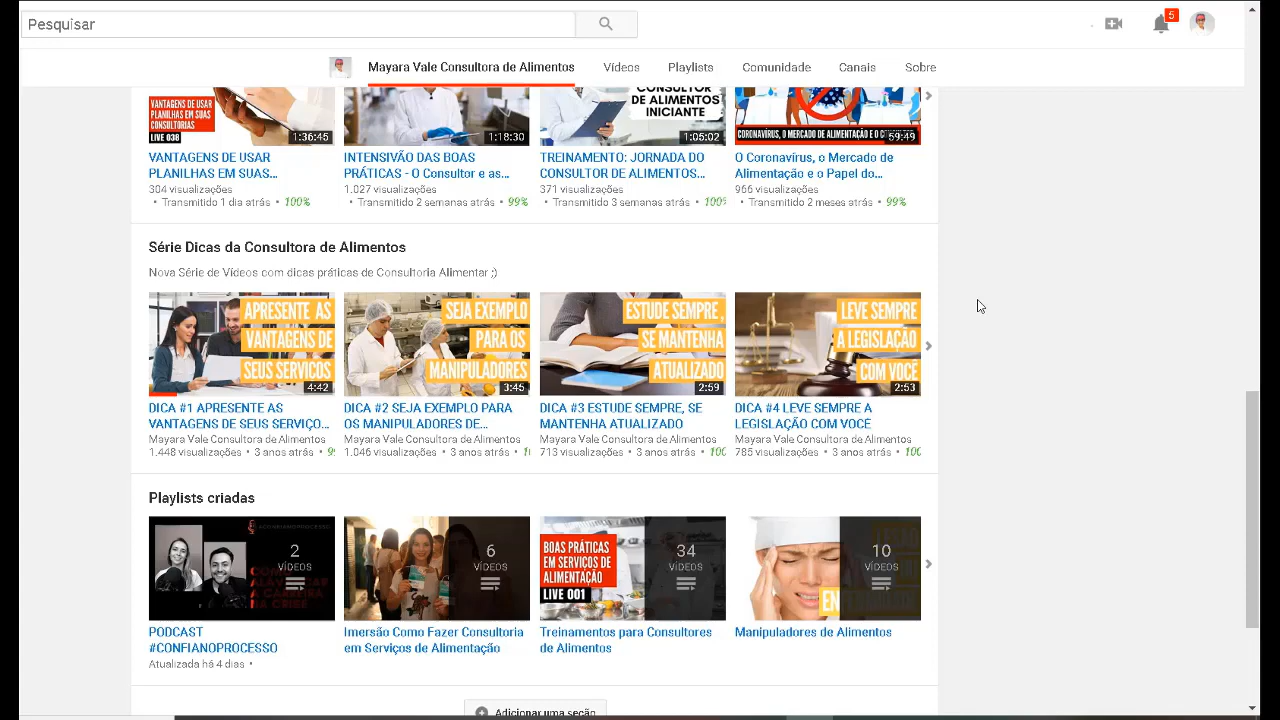 Pesquisar
5
Mayara Vale Consultora de Alimentos Vídeos Playlists Comunidade Canais Sobre
VANTAGENS DE USAR
PLANILHAS EM SUAS
CONSULTORIAS
LIVE 038
1:36:45
1:18:30
CONSULTOR
DE ALIMENTOS
INICIANTE
1:05:02
CORONAVÍRUS, O MERCADO DE ALIMENTAÇÃO E O
59:49
VANTAGENS DE USAR
PLANILHAS EM SUAS...
304 visualizações
• Transmitido 1 dia atrás • 100%
INTENSIVÃO DAS BOAS
PRÁTICAS - O Consultor e as...
1.027 visualizações
• Transmitido 2 semanas atrás • 99%
TREINAMENTO: JORNADA DO
CONSULTOR DE ALIMENTOS...
371 visualizações
• Transmitido 3 semanas atrás • 100%
O Coronavírus, o Mercado de
Alimentação e o Papel do...
966 visualizações
• Transmitido 2 meses atrás • 99%
Série Dicas da Consultora de Alimentos
Nova Série de Vídeos com dicas práticas de Consultoria Alimentar ;)
APRESENTE AS
VANTAGENS DE
SEUS SERVIÇOS
4:42
SEJA EXEMPLO
PARA OS
MANIPULADORES
3:45
ESTUDE SEMPRE,
SE MANTENHA
ATUALIZADO
2:59
LEVE SEMPRE
A LEGISLAÇÃO
COM VOCÊ
2:53
DICA #1 APRESENTE AS
VANTAGENS DE SEUS SERVIÇO...
Mayara Vale Consultora de Alimentos
1.448 visualizações • 3 anos atrás • 9
DICA #2 SEJA EXEMPLO PARA
OS MANIPULADORES DE...
Mayara Vale Consultora de Alimentos
1.046 visualizações • 3 anos atrás • 1
DICA #3 ESTUDE SEMPRE, SE
MANTENHA ATUALIZADO
Mayara Vale Consultora de Alimentos
713 visualizações • 3 anos atrás • 100
DICA #4 LEVE SEMPRE A
LEGISLAÇÃO COM VOCÊ
Mayara Vale Consultora de Alimentos
785 visualizações • 3 anos atrás • 100
Playlists criadas
2
VÍDEOS
6
VÍDEOS
BOAS PRÁTICAS
EM SERVIÇOS DE
ALIMENTAÇÃO
LIVE 001
34
VÍDEOS
10
VÍDEOS
PODCAST
#CONFIANOPROCESSO
Atualizada há 4 dias •
Imersão Como Fazer Consultoria
em Serviços de Alimentação
Treinamentos para Consultores
de Alimentos
Manipuladores de Alimentos
Adicionar uma seção